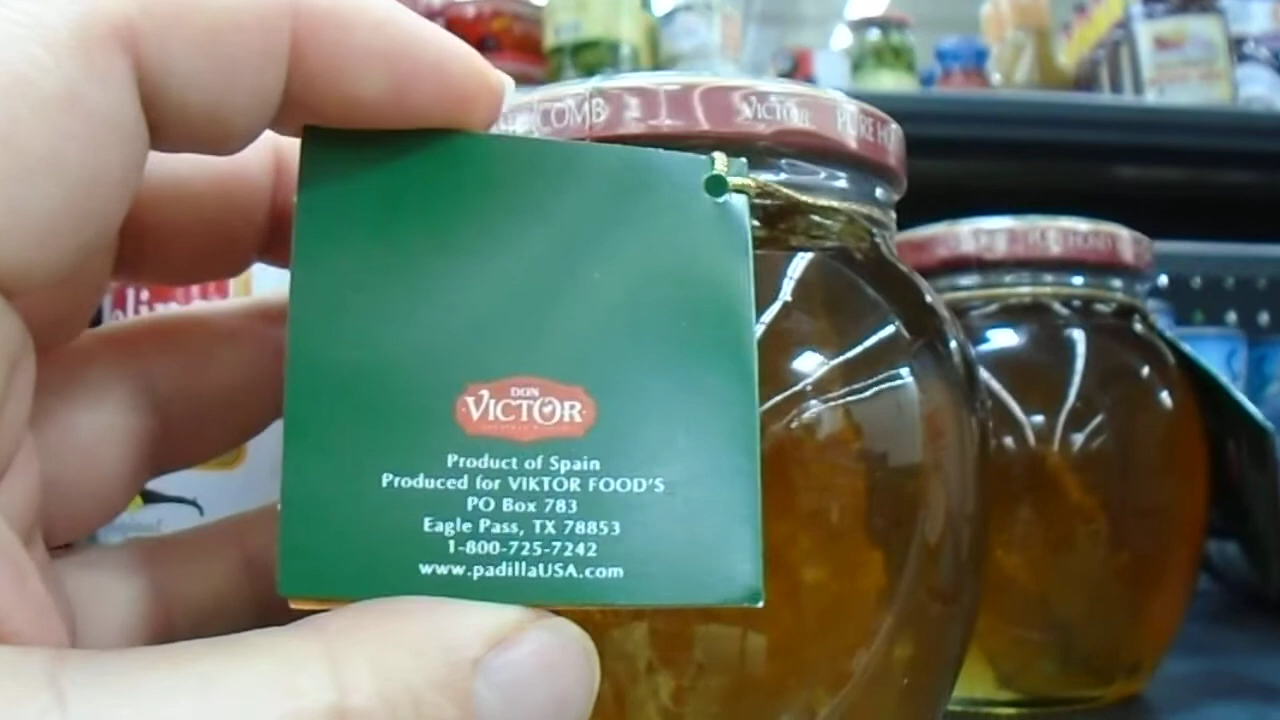 COMB VICTOR PURE
DON
VICTOR
Product of Spain
Produced for VIKTOR FOOD'S
PO Box 783
Eagle Pass, TX 78853
1-800-725-7242
www.padillaUSA.com